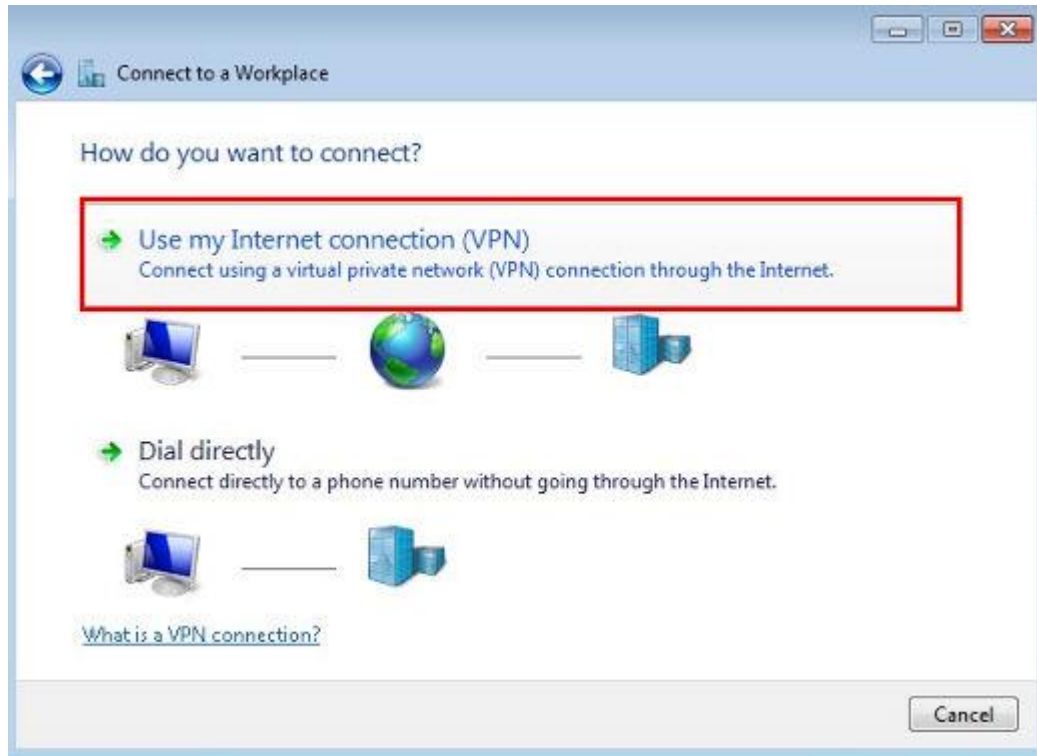 Connect to a Workplace
How do you want to connect?
Use my Internet connection (VPN)
Connect using a virtual private network (VPN) connection through the Internet.
Dial directly
Connect directly to a phone number without going through the Internet.
What is a VPN connection?
Cancel